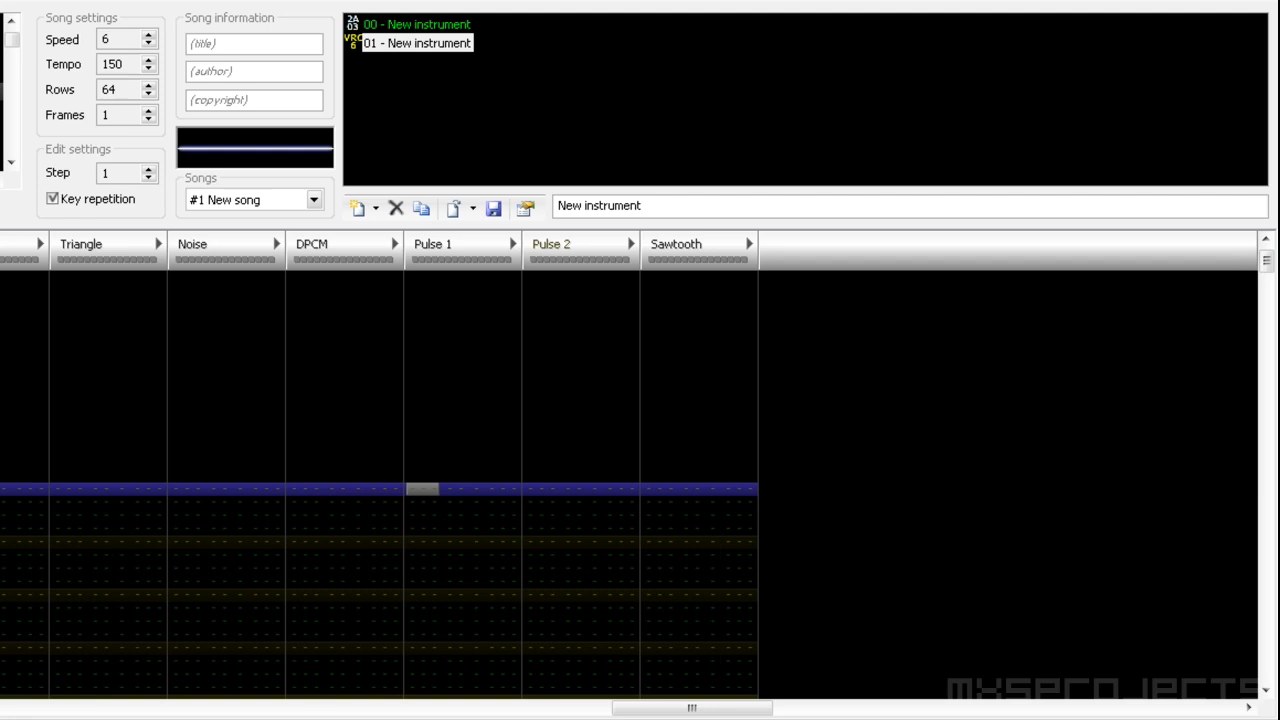 Song settings
Speed 6
Tempo 150
Rows 64
Frames 1
Edit settings
Step 1
Key repetition
Song information
(title)
(author)
(copyright)
Songs
#1 New song
2A
03 00 - New instrument
VRC
6 01 - New instrument
New instrument
Triangle Noise DPCM Pulse 1 Pulse 2 Sawtooth
mxsprojects